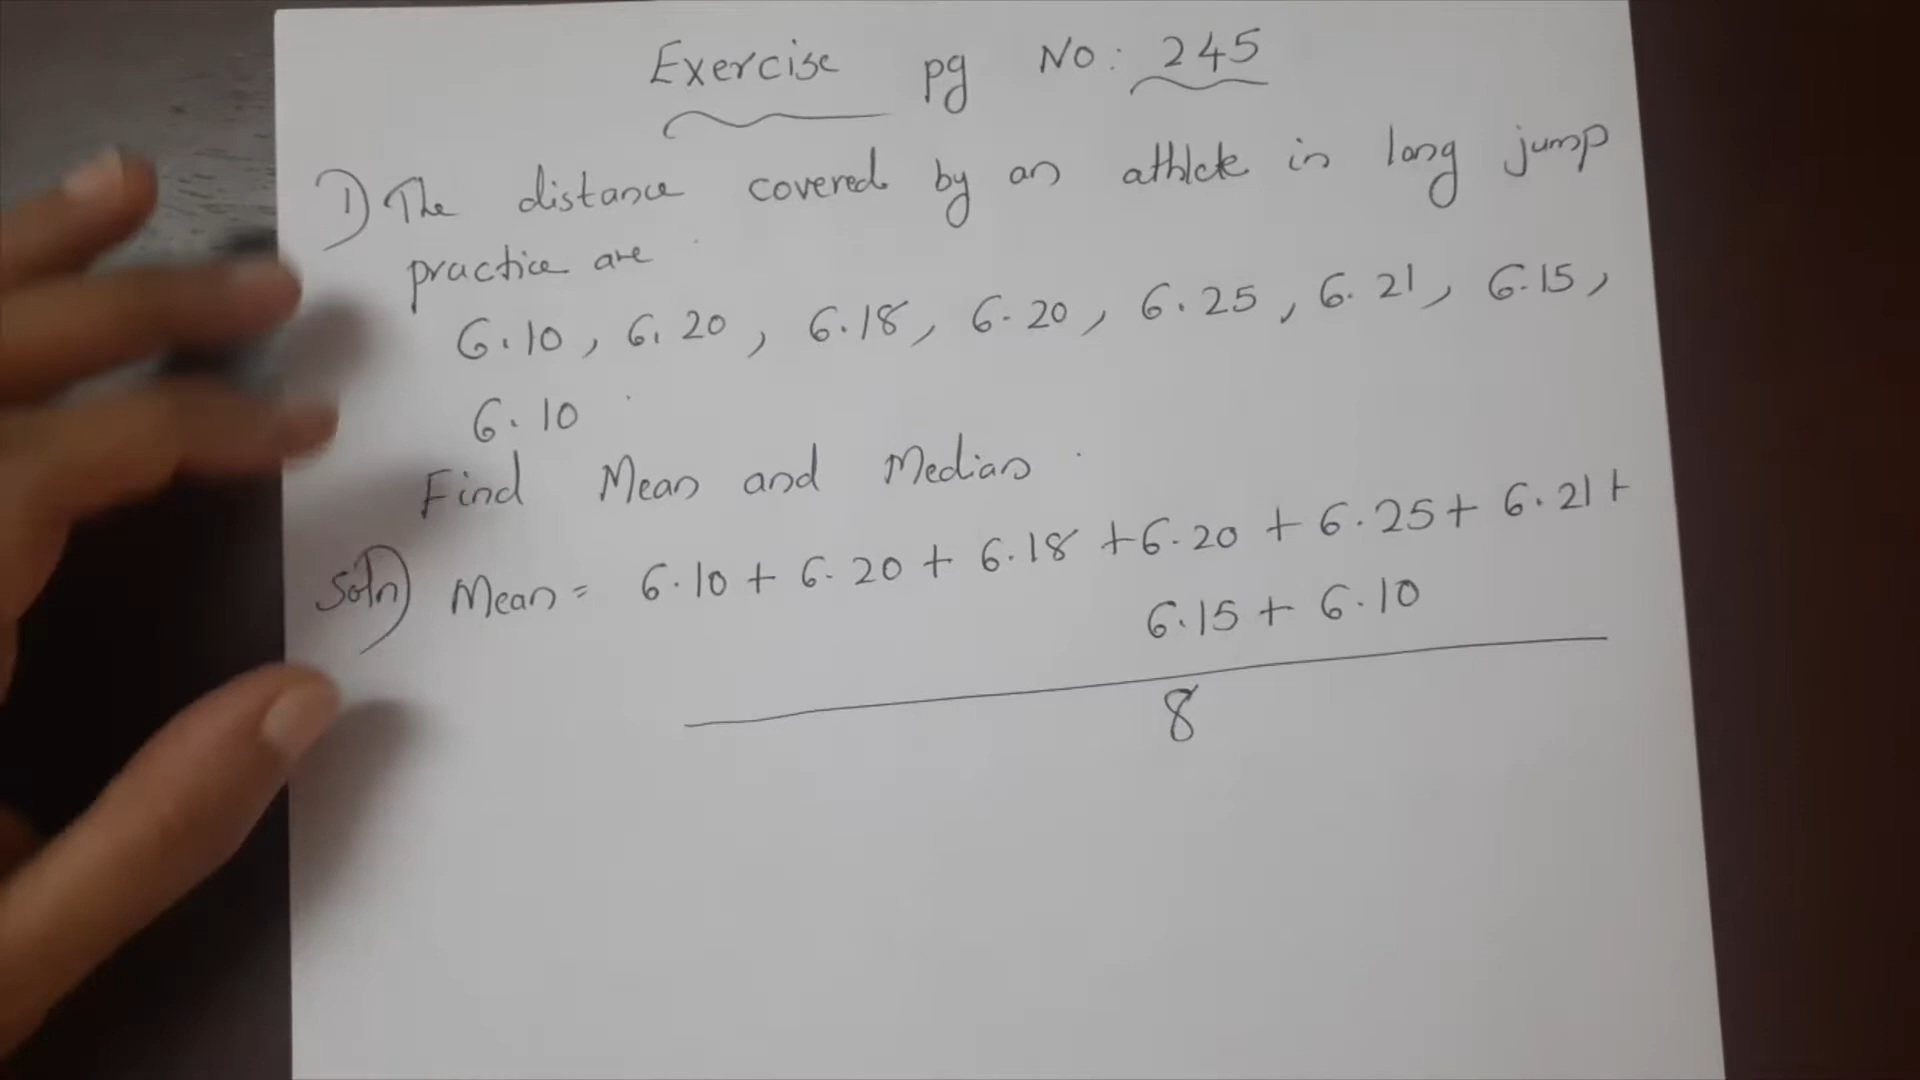 Exercise pg No: 245
1) The distance covered by an athlete in long jump
practice are
6.10, 6.20, 6.18, 6.20, 6.25, 6.21, 6.15,
6.10
Find Mean and Median.
Soln) Mean = 6.10 + 6.20 + 6.18 + 6.20 + 6.25 + 6.21 +
6.15 + 6.10
8